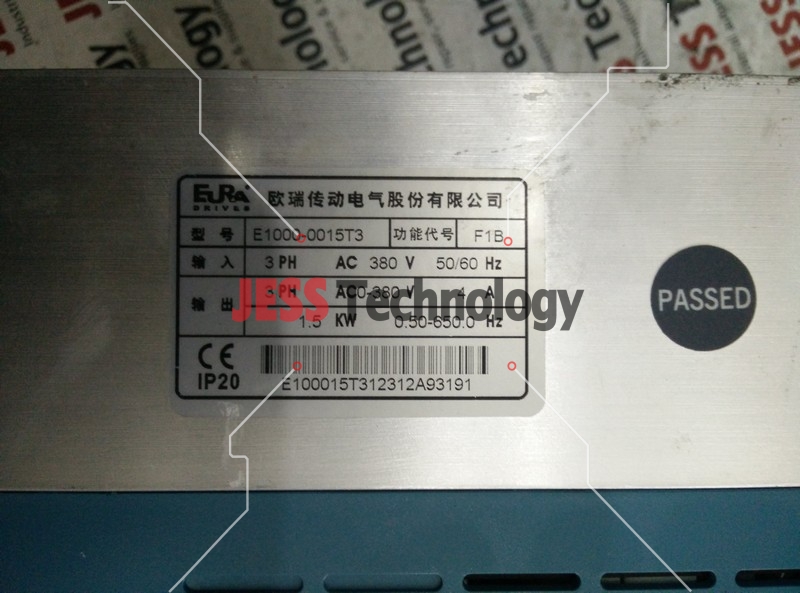 EURA DRIVES 欧瑞传动电气股份有限公司
型 号 E1000-0015T3 功能代号 F1B
输 入 3 PH AC 380 V 50/60 Hz
输 出 3 PH AC0-380 V 4 A
1.5 KW 0.50-650.0 Hz
JESS Technology
CE
IP20
E100015T312312A93191
PASSED